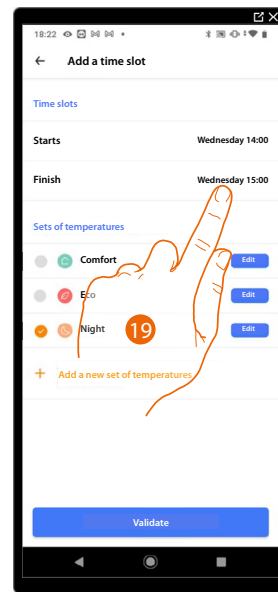 18:22
Add a time slot
Time slots
Starts Wednesday 14:00
Finish Wednesday 15:00
Sets of temperatures
Comfort Edit
Eco Edit
Night Edit
19
+ Add a new set of temperatures
Validate